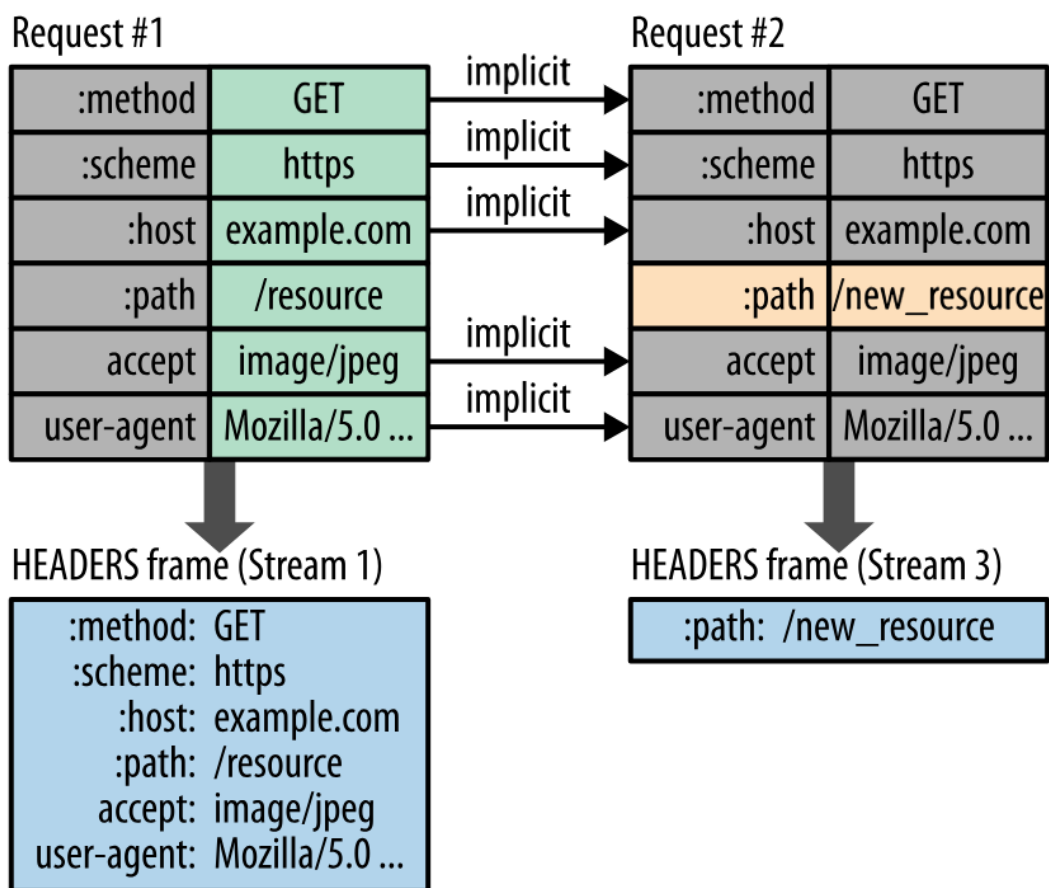 Request #1
:method GET
:scheme https
:host example.com
:path /resource
accept image/jpeg
user-agent Mozilla/5.0 ...
implicit
implicit
implicit
implicit
implicit
Request #2
:method GET
:scheme https
:host example.com
:path /new_resource
accept image/jpeg
user-agent Mozilla/5.0 ...
HEADERS frame (Stream 1)
:method: GET
:scheme: https
:host: example.com
:path: /resource
accept: image/jpeg
user-agent: Mozilla/5.0 ...
HEADERS frame (Stream 3)
:path: /new_resource